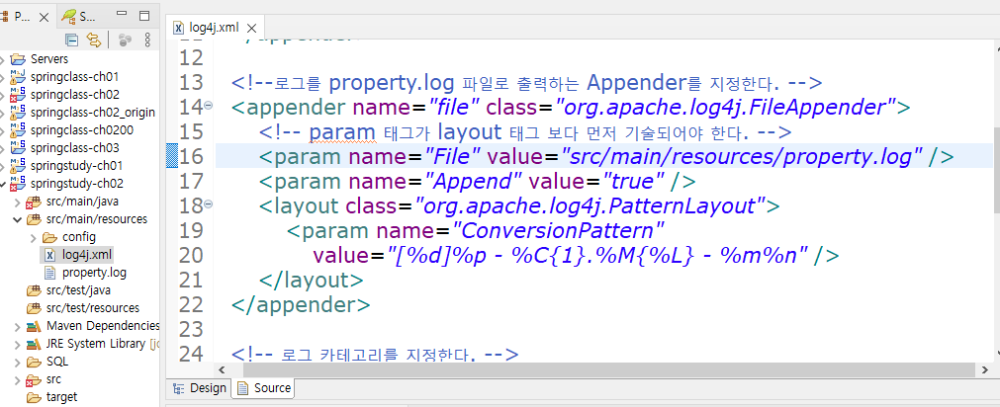 P...
S...
Servers
springclass-ch01
springclass-ch02
springclass-ch02_origin
springclass-ch0200
springclass-ch03
springstudy-ch01
springstudy-ch02
src/main/java
src/main/resources
config
log4j.xml
property.log
src/test/java
src/test/resources
Maven Dependencies
JRE System Library [jc
SQL
src
target
log4j.xml
12
13 <!--로그를 property.log 파일로 출력하는 Appender를 지정한다. -->
14 <appender name="file" class="org.apache.log4j.FileAppender">
15 <!-- param 태그가 layout 태그 보다 먼저 기술되어야 한다. -->
16 <param name="File" value="src/main/resources/property.log" />
17 <param name="Append" value="true" />
18 <layout class="org.apache.log4j.PatternLayout">
19 <param name="ConversionPattern"
20 value="[%d]%p - %C{1}.%M{%L} - %m%n" />
21 </layout>
22 </appender>
23
24 <!-- 로그 카테고리를 지정한다. -->
Design
Source